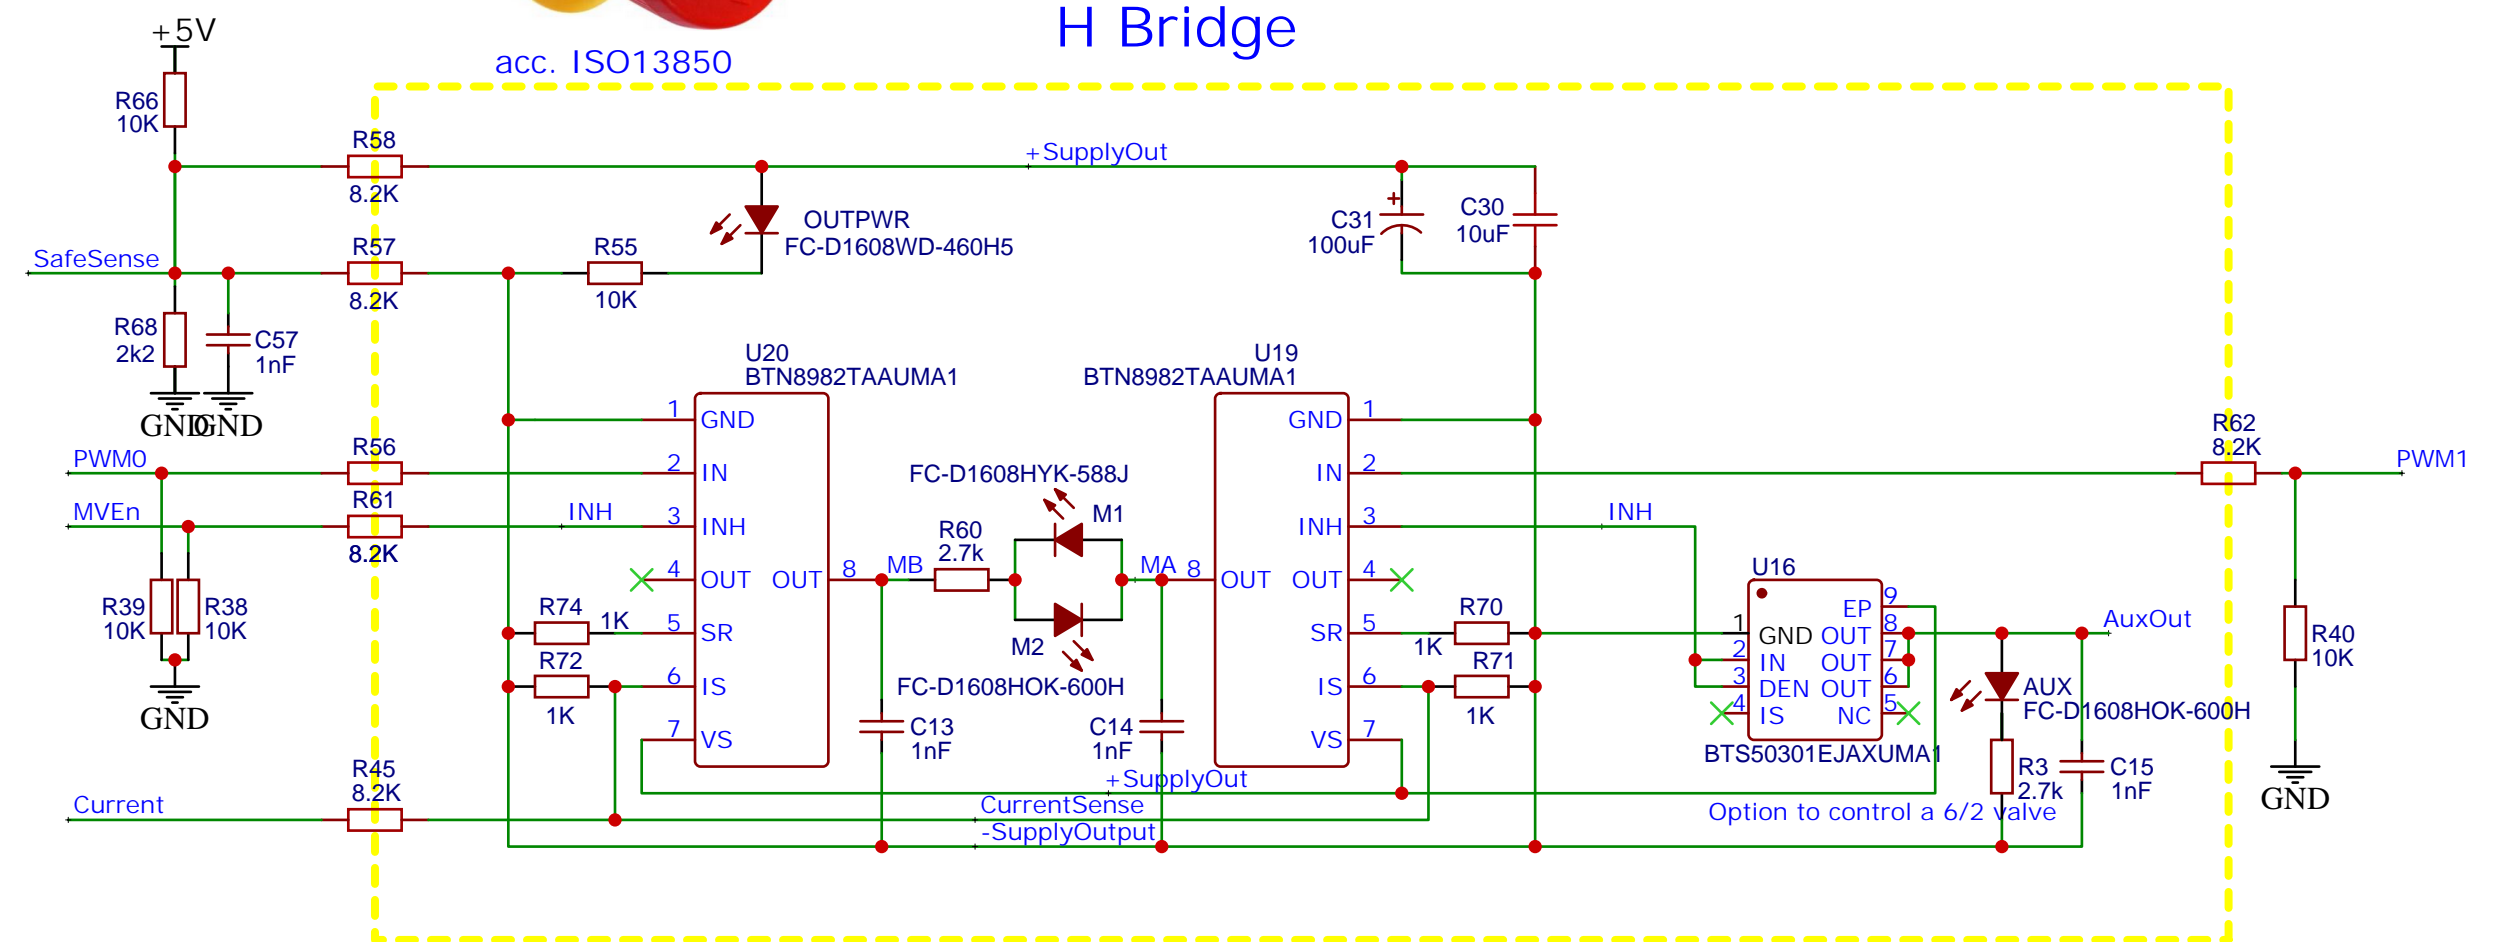 H Bridge
+5V
acc. ISO13850
R66
10K
R58
8.2K
+SupplyOut
SafeSense
R57
8.2K
R55
10K
OUTPWR
FC-D1608WD-460H5
C31
100uF
C30
10uF
R68
2k2
C57
1nF
GND
GND
U20
BTN8982TAAUMA1
1
GND
2
IN
3
INH
4
OUT
5
SR
6
IS
7
VS
OUT
8
U19
BTN8982TAAUMA1
GND
1
IN
2
INH
3
OUT
4
SR
5
IS
6
VS
7
8
OUT
PWM0
R56
8.2K
MVEn
R61
8.2K
INH
R39
10K
R38
10K
GND
R74
1K
R72
1K
MB
R60
2.7k
FC-D1608HYK-588J
M1
MA
M2
FC-D1608HOK-600H
C13
1nF
C14
1nF
R70
1K
R71
1K
INH
U16
1
GND
2
IN
3
DEN
4
IS
EP
9
OUT
8
OUT
7
OUT
6
NC
5
BTS50301EJAXUMA1
AuxOut
AUX
FC-D1608HOK-600H
R3
2.7k
C15
1nF
R62
8.2K
PWM1
R40
10K
GND
Current
R45
8.2K
+SupplyOut
CurrentSense
-SupplyOutput
Option to control a 6/2 valve